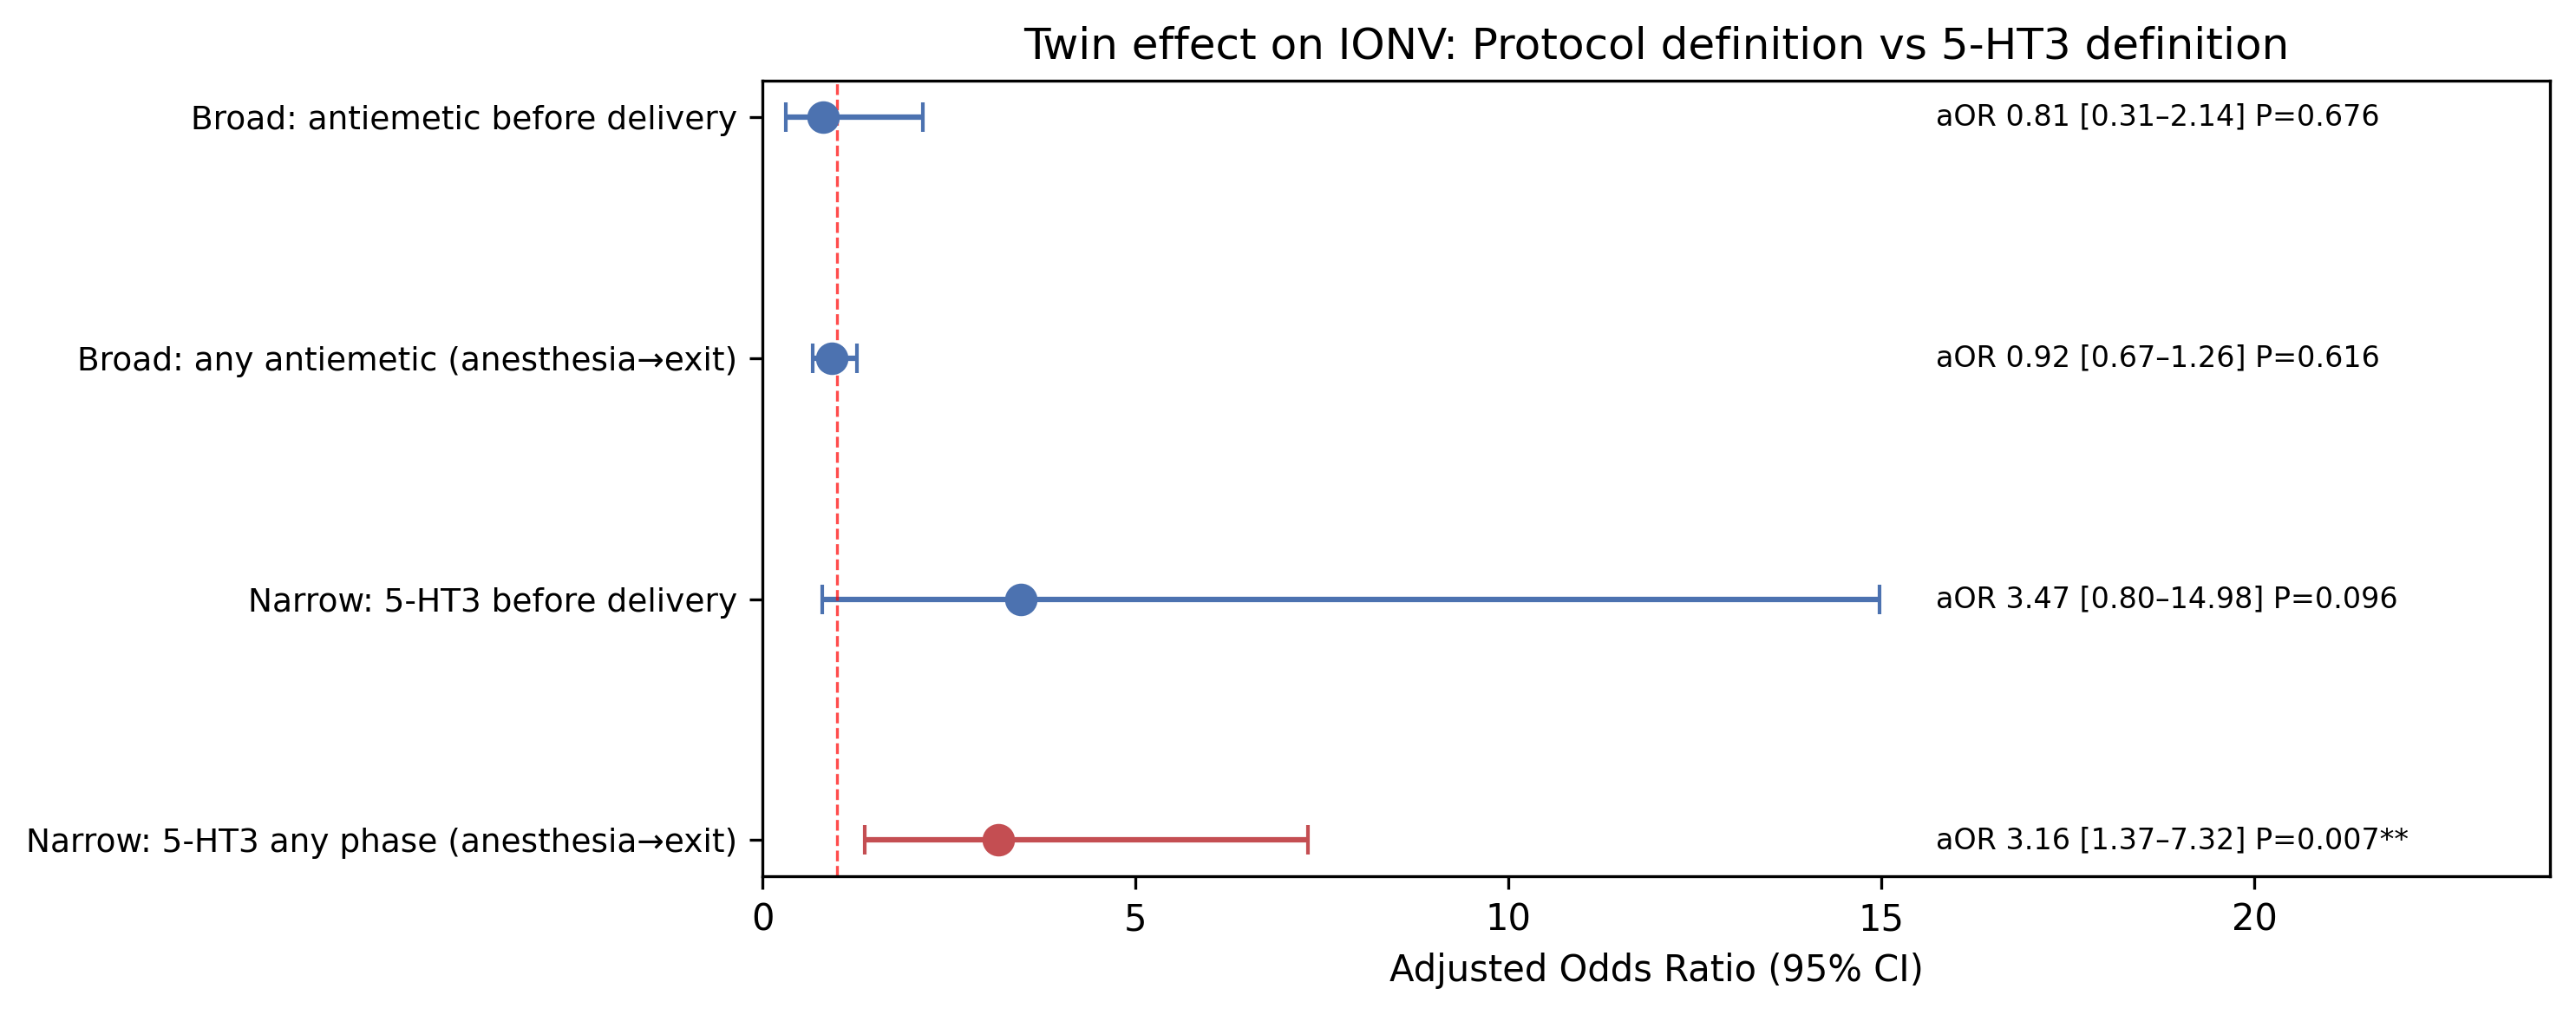 Twin effect on IONV: Protocol definition vs 5-HT3 definition
Broad: antiemetic before delivery
aOR 0.81 [0.31–2.14] P=0.676
Broad: any antiemetic (anesthesia→exit)
aOR 0.92 [0.67–1.26] P=0.616
Narrow: 5-HT3 before delivery
aOR 3.47 [0.80–14.98] P=0.096
Narrow: 5-HT3 any phase (anesthesia→exit)
aOR 3.16 [1.37–7.32] P=0.007**
0 5 10 15 20
Adjusted Odds Ratio (95% CI)